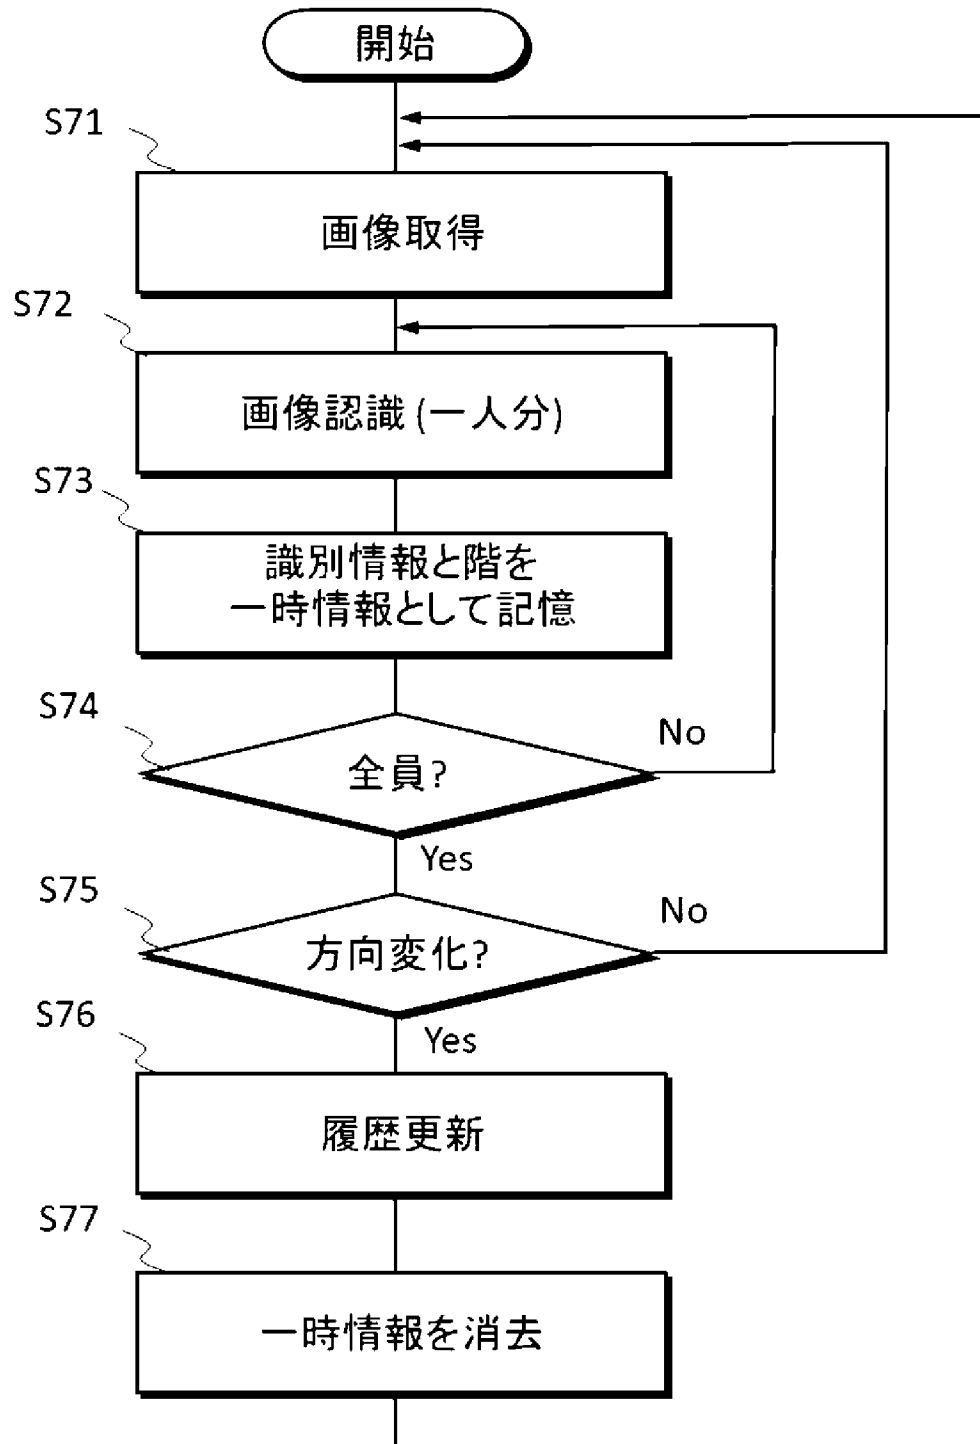 開始
S71
画像取得
S72
画像認識 (一人分)
S73
識別情報と階を
一時情報として記憶
S74
全員?
No
Yes
S75
方向変化?
No
Yes
S76
履歴更新
S77
一時情報を消去